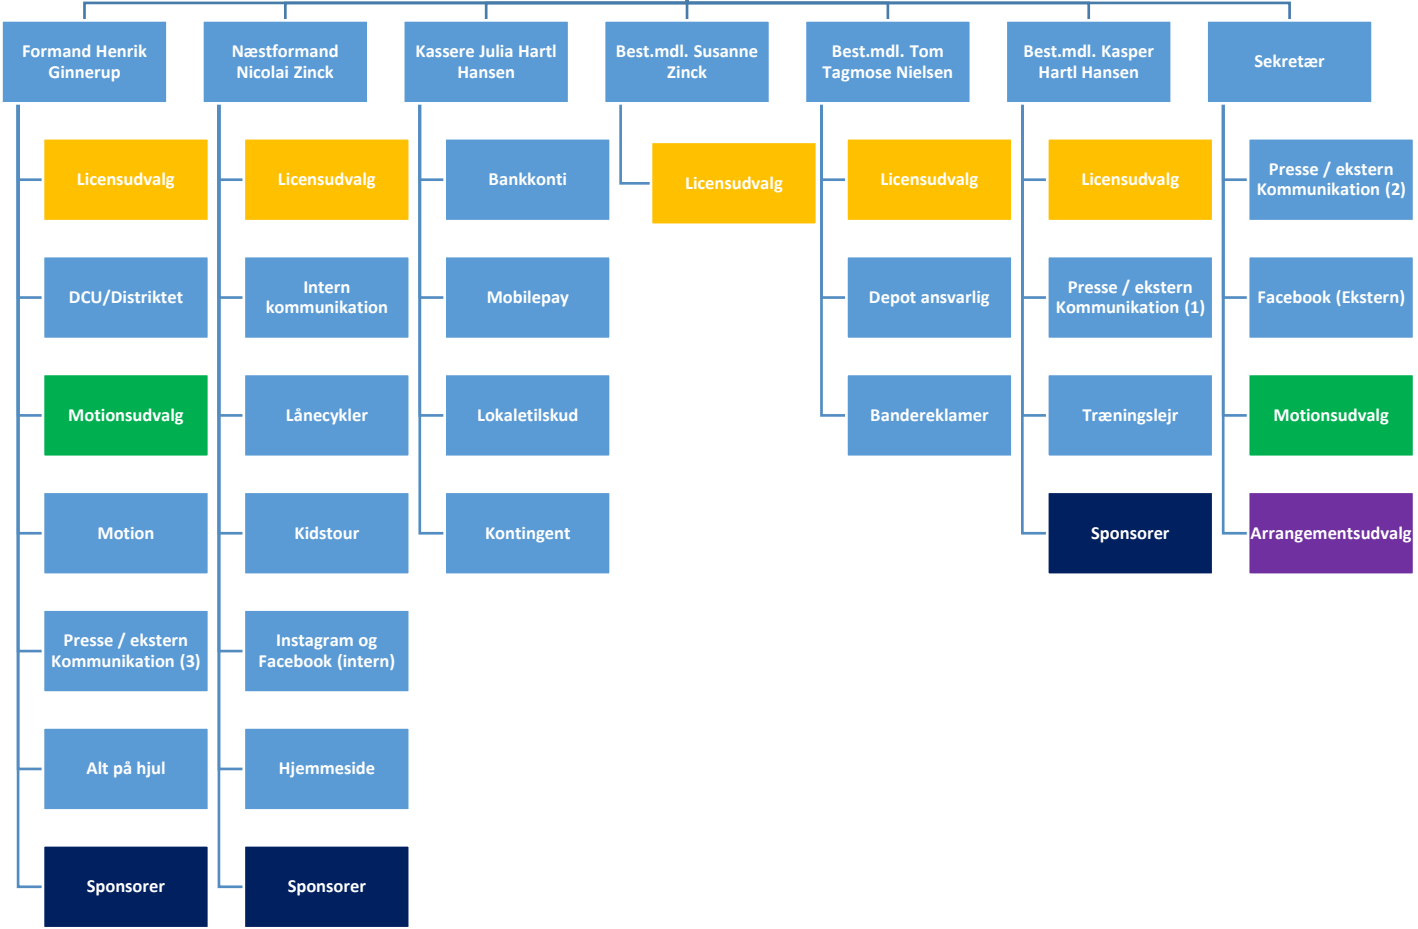 Formand Henrik
Ginnerup
Licensudvalg
DCU/Distriktet
Motionsudvalg
Motion
Presse / ekstern
Kommunikation (3)
Alt på hjul
Sponsorer
Næstformand
Nicolai Zinck
Licensudvalg
Intern
kommunikation
Lånecykler
Kidstour
Instagram og
Facebook (intern)
Hjemmeside
Sponsorer
Kassere Julia Hartl
Hansen
Bankkonti
Mobilepay
Lokaletilskud
Kontingent
Best.mdl. Susanne
Zinck
Licensudvalg
Best.mdl. Tom
Tagmose Nielsen
Licensudvalg
Depot ansvarlig
Bandereklamer
Best.mdl. Kasper
Hartl Hansen
Licensudvalg
Presse / ekstern
Kommunikation (1)
Træningslejr
Sponsorer
Sekretær
Presse / ekstern
Kommunikation (2)
Facebook (Ekstern)
Motionsudvalg
Arrangementsudvalg